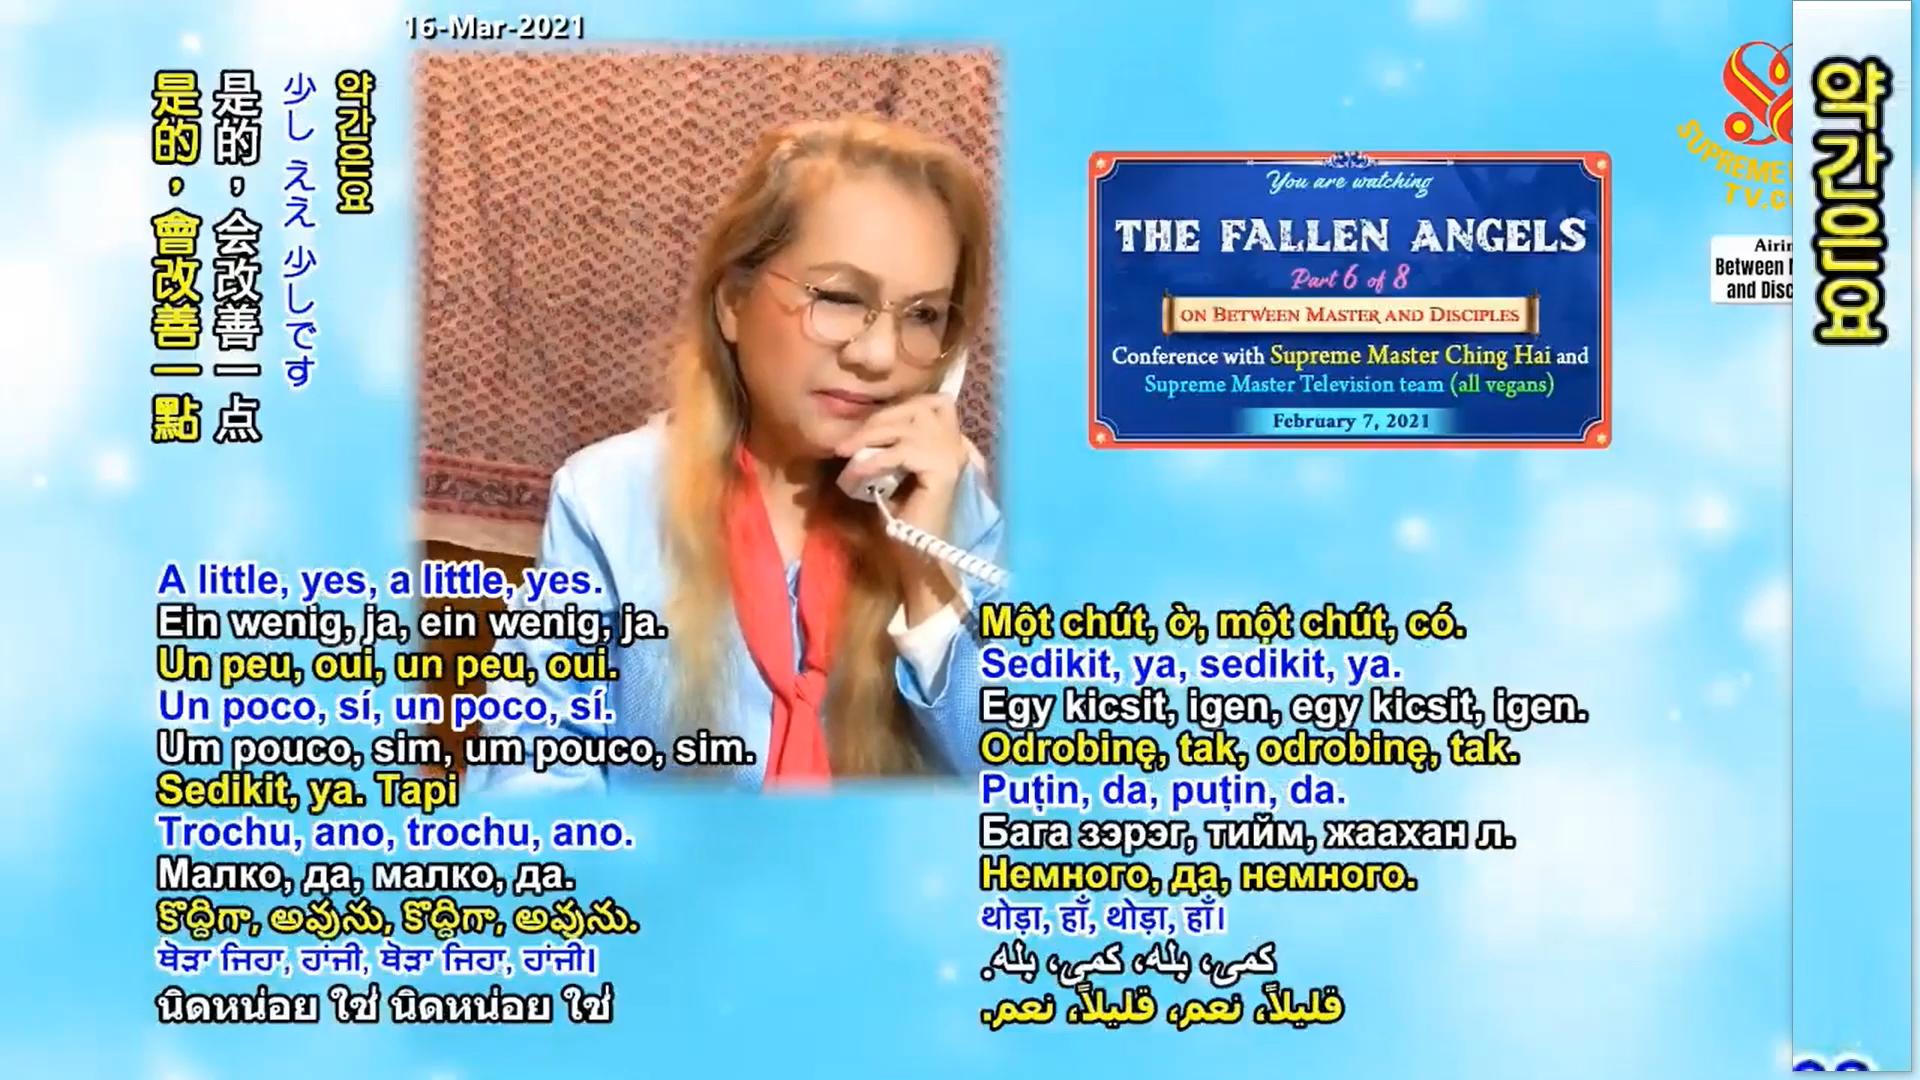 16-Mar-2021
약간은요
少し ええ 少しです
是的，会改善一点
是的，會改善一點
You are watching
THE FALLEN ANGELS
Part 6 of 8
ON BETWEEN MASTER AND DISCIPLES
Conference with Supreme Master Ching Hai and
Supreme Master Television team (all vegans)
February 7, 2021
SUPREME
TV.C
Airin
Between
and Disc
약간은요
A little, yes, a little, yes.
Ein wenig, ja, ein wenig, ja.
Un peu, oui, un peu, oui.
Un poco, sí, un poco, sí.
Um pouco, sim, um pouco, sim.
Sedikit, ya. Tapi
Trochu, ano, trochu, ano.
Малко, да, малко, да.
కొద్దిగా, అవును, కొద్దిగా, అవును.
ਥੋੜਾ ਜਿਹਾ, ਹਾਂਜੀ, ਥੋੜਾ ਜਿਹਾ, ਹਾਂਜੀ।
นิดหน่อย ใช่ นิดหน่อย ใช่
Một chút, ờ, một chút, có.
Sedikit, ya, sedikit, ya.
Egy kicsit, igen, egy kicsit, igen.
Odrobinę, tak, odrobinę, tak.
Puțin, da, puțin, da.
Бага зэрэг, тийм, жаахан л.
Немного, да, немного.
थोड़ा, हाँ, थोड़ा, हाँ।
کمی، بله، کمی، بله.
قليلاً، نعم، قليلاً، نعم.